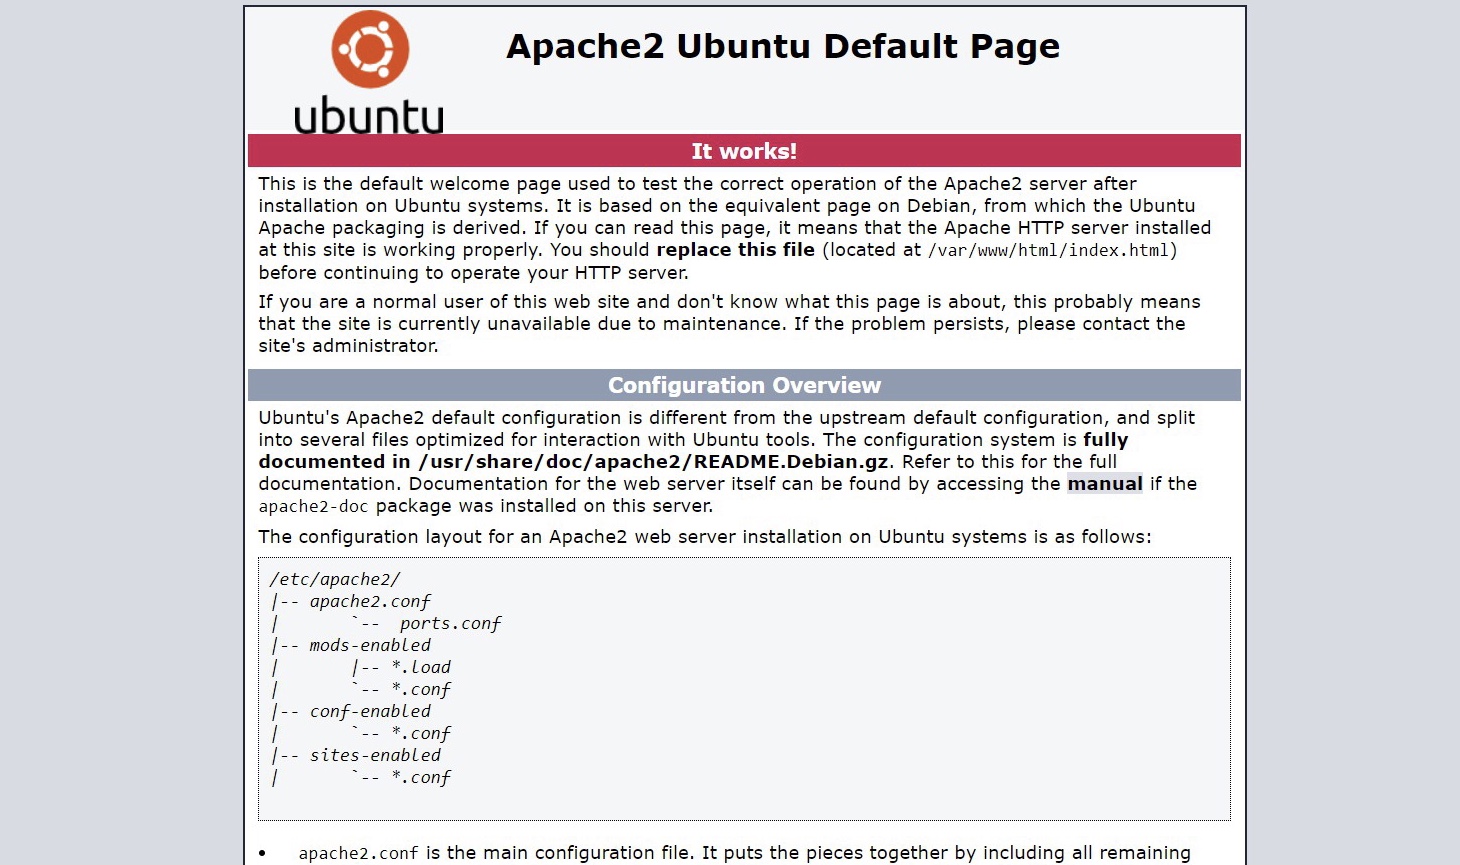 ubuntu
Apache2 Ubuntu Default Page
It works!
This is the default welcome page used to test the correct operation of the Apache2 server after
installation on Ubuntu systems. It is based on the equivalent page on Debian, from which the Ubuntu
Apache packaging is derived. If you can read this page, it means that the Apache HTTP server installed
at this site is working properly. You should replace this file (located at /var/www/html/index.html)
before continuing to operate your HTTP server.
If you are a normal user of this web site and don't know what this page is about, this probably means
that the site is currently unavailable due to maintenance. If the problem persists, please contact the
site's administrator.
Configuration Overview
Ubuntu's Apache2 default configuration is different from the upstream default configuration, and split
into several files optimized for interaction with Ubuntu tools. The configuration system is fully
documented in /usr/share/doc/apache2/README.Debian.gz. Refer to this for the full
documentation. Documentation for the web server itself can be found by accessing the manual if the
apache2-doc package was installed on this server.
The configuration layout for an Apache2 web server installation on Ubuntu systems is as follows:
/etc/apache2/
|-- apache2.conf
|       `--  ports.conf
|-- mods-enabled
|       |-- *.load
|       `-- *.conf
|-- conf-enabled
|       `-- *.conf
|-- sites-enabled
|       `-- *.conf
• apache2.conf is the main configuration file. It puts the pieces together by including all remaining